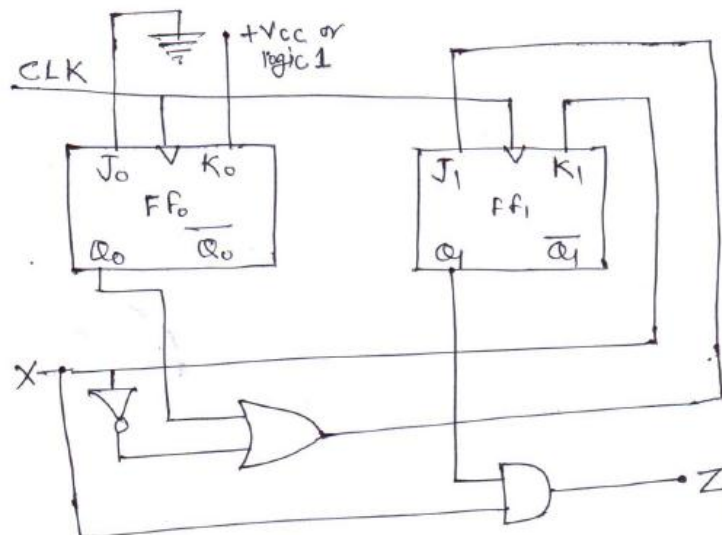 +Vcc or
logic 1
CLK
J0 K0
FF0
Q0 Q̅0̅
J1 K1
FF1
Q1 Q̅1̅
X
Z